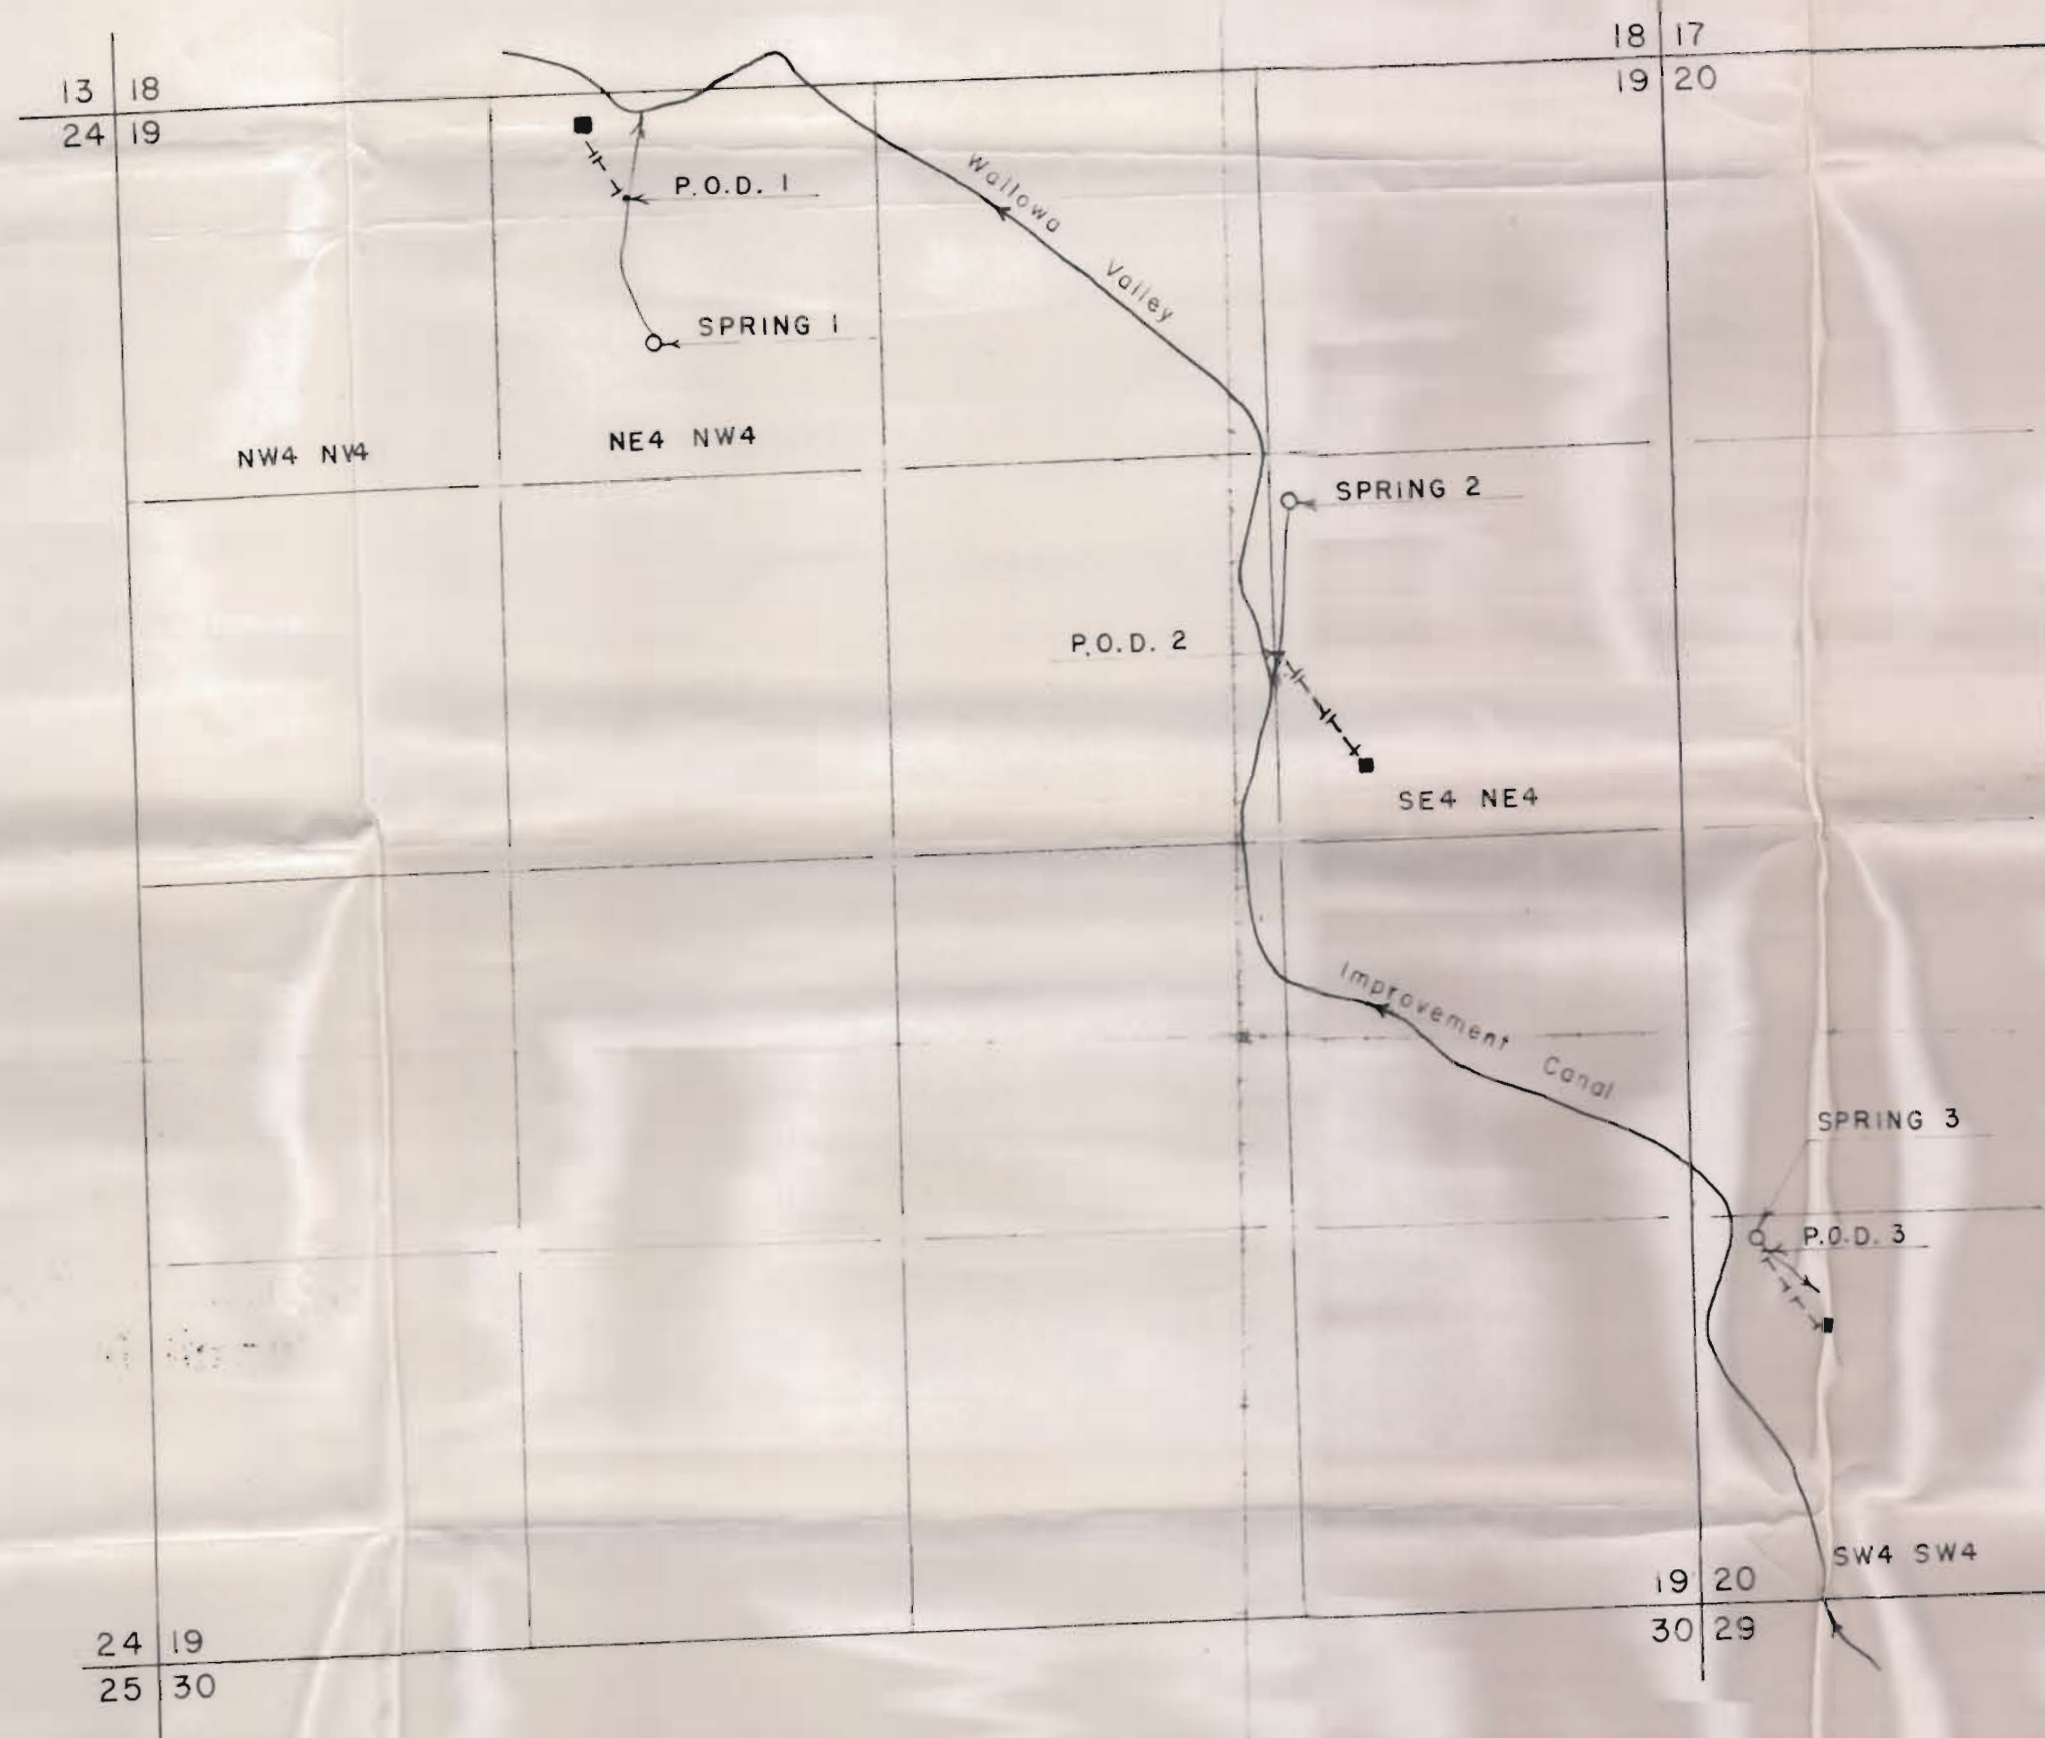 18 17
19 20
13 18
24 19
P.O.D. 1
Wallowa
Valley
SPRING 1
NW4 NW4
NE4 NW4
SPRING 2
P.O.D. 2
SE4 NE4
Improvement
Canal
SPRING 3
P.O.D. 3
SW4 SW4
19 20
30 29
24 19
25 30